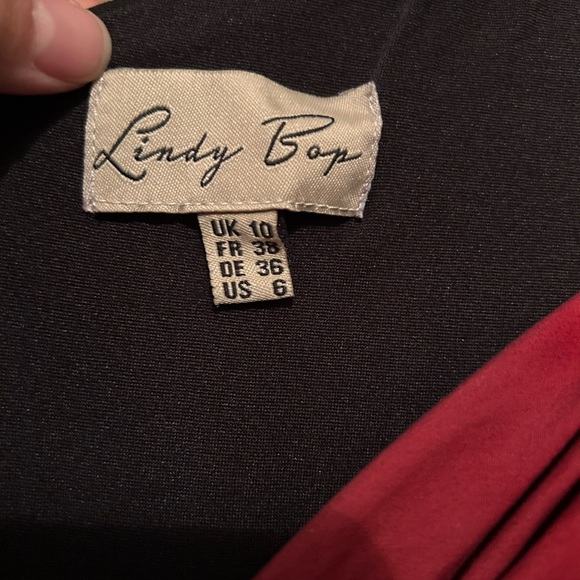 Lindy Bop
UK 10
FR 38
DE 36
US 6